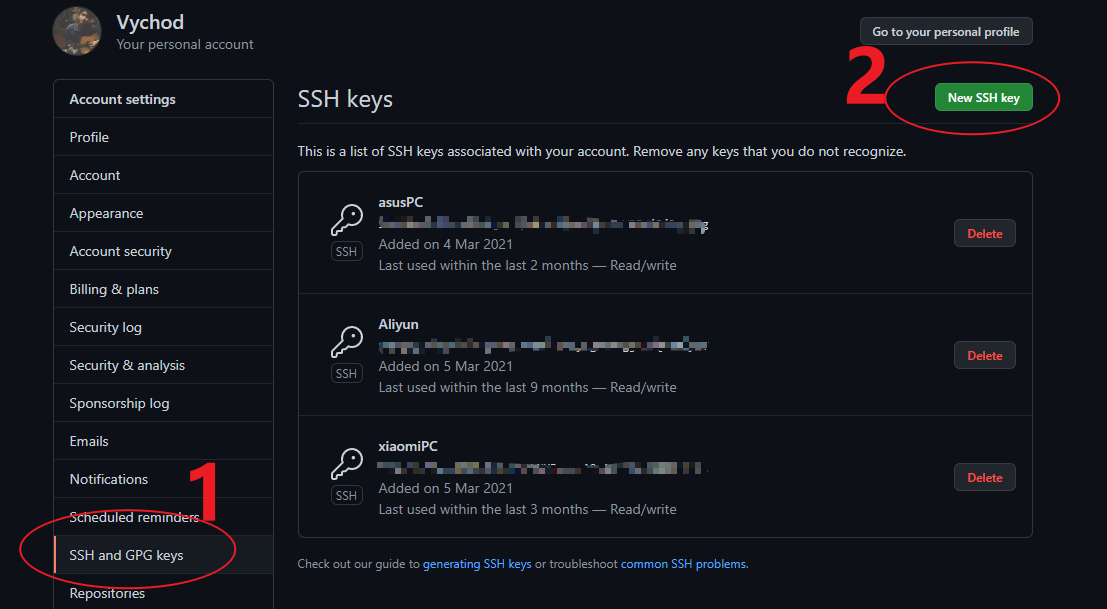 Vychod
Your personal account
Go to your personal profile
Account settings
Profile
Account
Appearance
Account security
Billing & plans
Security log
Security & analysis
Sponsorship log
Emails
Notifications
Scheduled reminders
SSH and GPG keys
Repositories
1
SSH keys
2
New SSH key
This is a list of SSH keys associated with your account. Remove any keys that you do not recognize.
asusPC
SSH
Added on 4 Mar 2021
Last used within the last 2 months — Read/write
Delete
Aliyun
SSH
Added on 5 Mar 2021
Last used within the last 9 months — Read/write
Delete
xiaomiPC
SSH
Added on 5 Mar 2021
Last used within the last 3 months — Read/write
Delete
Check out our guide to generating SSH keys or troubleshoot common SSH problems.